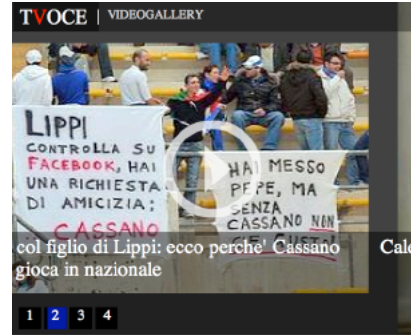 TVOCE | VIDEOGALLERY
LIPPI
CONTROLLA SU
FACEBOOK, HAI
UNA RICHIESTA
DI AMICIZIA:
CASSANO
HAI MESSO
PEPE, MA
SENZA
CASSANO NON
C'È GUSTO!
col figlio di Lippi: ecco perche' Cassano
gioca in nazionale
Calc
1 2 3 4